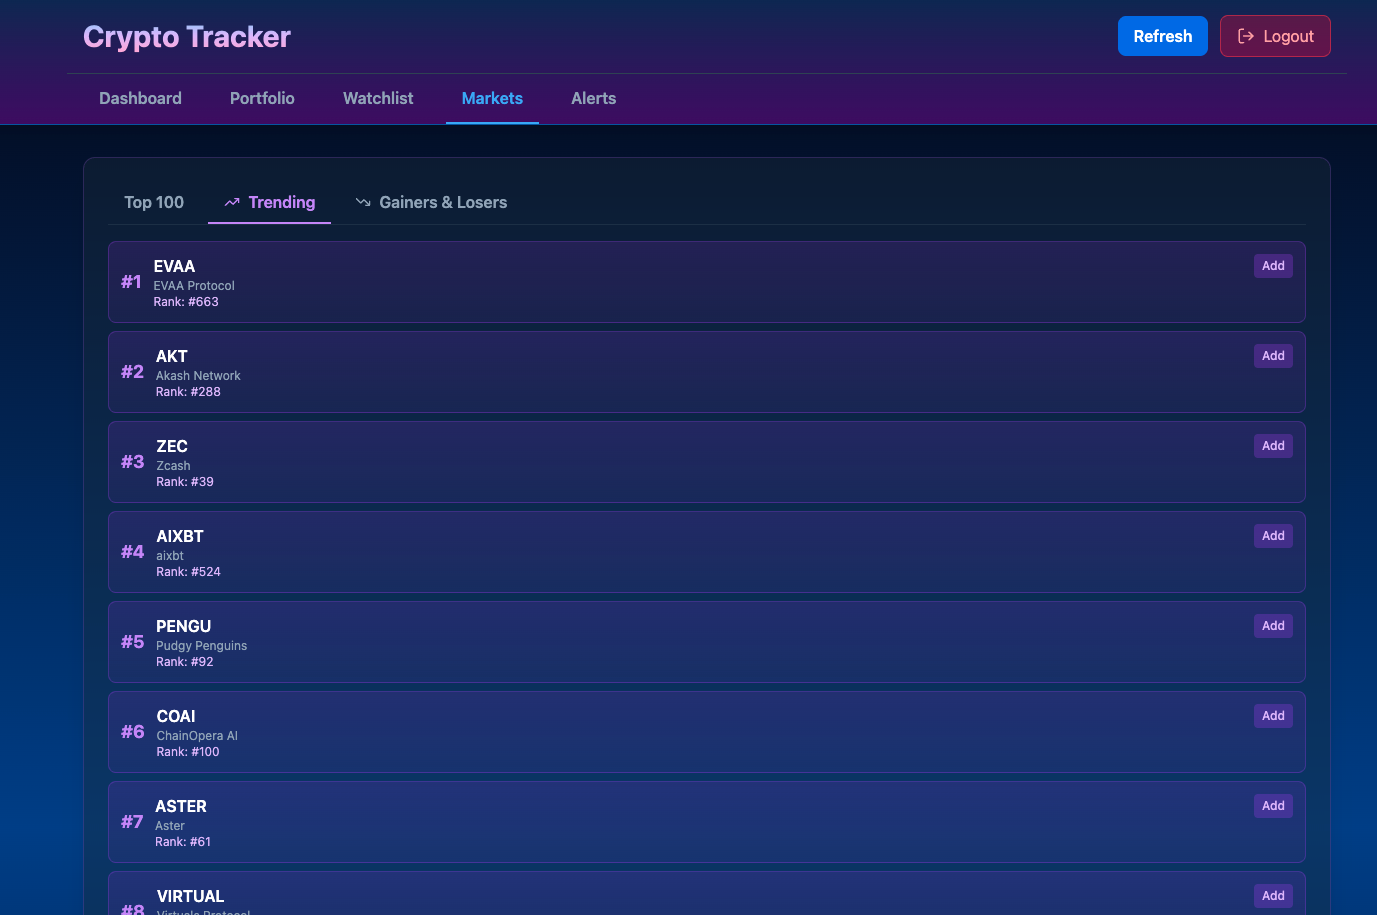 Crypto Tracker
Refresh
Logout
Dashboard
Portfolio
Watchlist
Markets
Alerts
Top 100
Trending
Gainers & Losers
#1
EVAA
EVAA Protocol
Rank: #663
Add
#2
AKT
Akash Network
Rank: #288
Add
#3
ZEC
Zcash
Rank: #39
Add
#4
AIXBT
aixbt
Rank: #524
Add
#5
PENGU
Pudgy Penguins
Rank: #92
Add
#6
COAI
ChainOpera AI
Rank: #100
Add
#7
ASTER
Aster
Rank: #61
Add
#8
VIRTUAL
Virtuals Protocol
Add